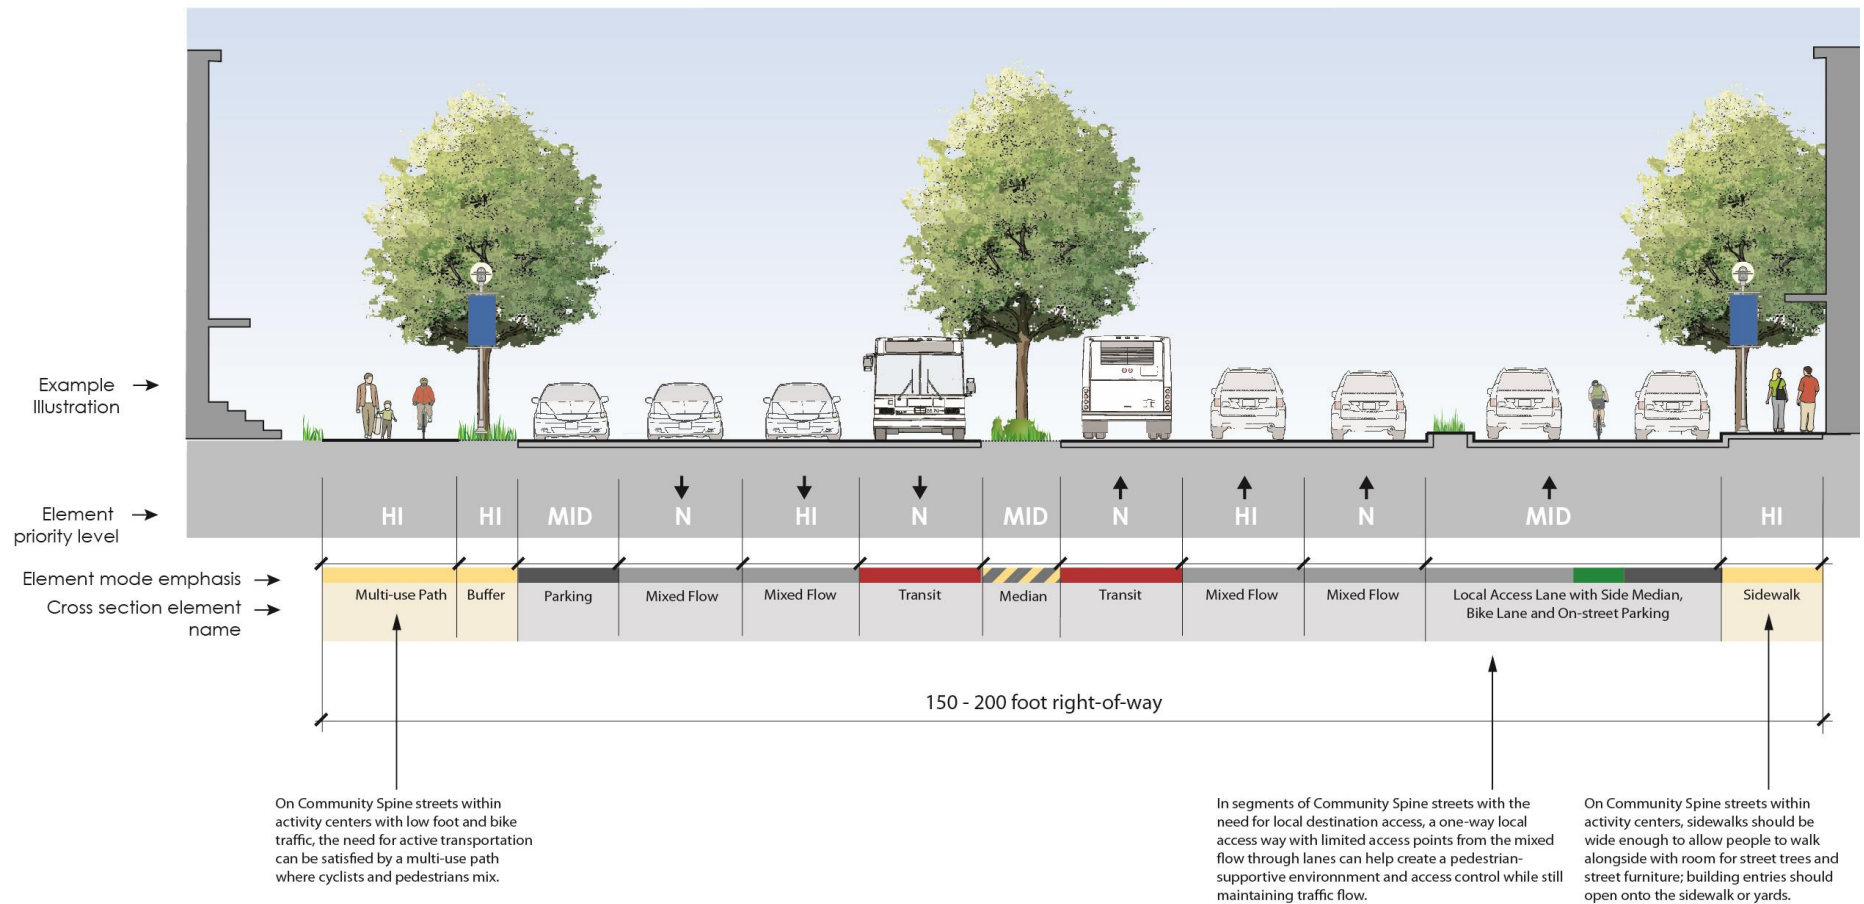 Example
Illustration
Element
priority level
HI
HI
MID
N
HI
N
MID
N
HI
N
MID
HI
Element mode emphasis
Cross section element
name
Multi-use Path
Buffer
Parking
Mixed Flow
Mixed Flow
Transit
Median
Transit
Mixed Flow
Mixed Flow
Local Access Lane with Side Median,
Bike Lane and On-street Parking
Sidewalk
150 - 200 foot right-of-way
On Community Spine streets within
activity centers with low foot and bike
traffic, the need for active transportation
can be satisfied by a multi-use path
where cyclists and pedestrians mix.
In segments of Community Spine streets with the
need for local destination access, a one-way local
access way with limited access points from the mixed
flow through lanes can help create a pedestrian-
supportive environnment and access control while still
maintaining traffic flow.
On Community Spine streets within
activity centers, sidewalks should be
wide enough to allow people to walk
alongside with room for street trees and
street furniture; building entries should
open onto the sidewalk or yards.